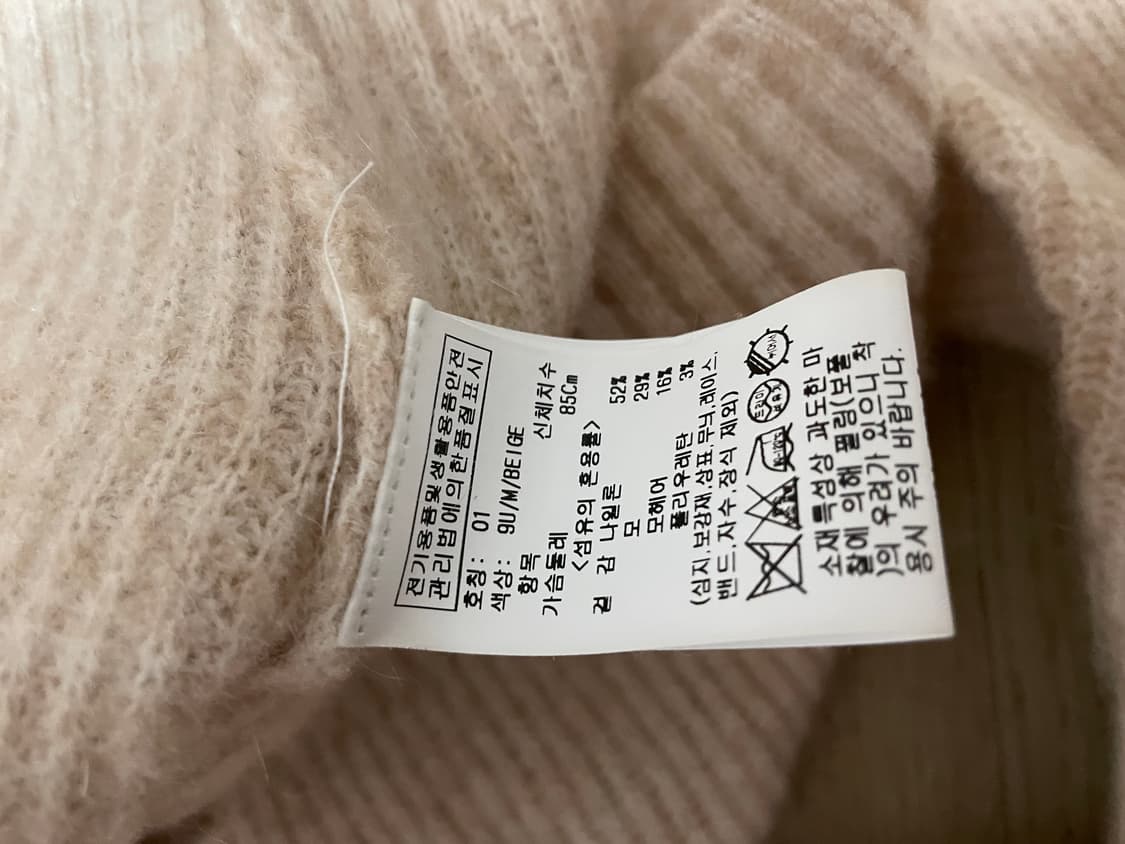 전기용품및생활용품안전
관리법에의한품질표시
호칭: 01
색상: 9U/M/BEIGE
항목 신체치수
가슴둘레 85Cm
<섬유의 혼용률>
겉 감 나일론 52%
모 29%
모헤어 16%
폴리우레탄 3%
(심지,보강재,상표,무늬,레이스,
밴드,자수,장식 제외)
드라이
소재특성상 과도한 마
찰에 의해 필링(보풀
)의 우려가 있으니 착
용시 주의 바랍니다.